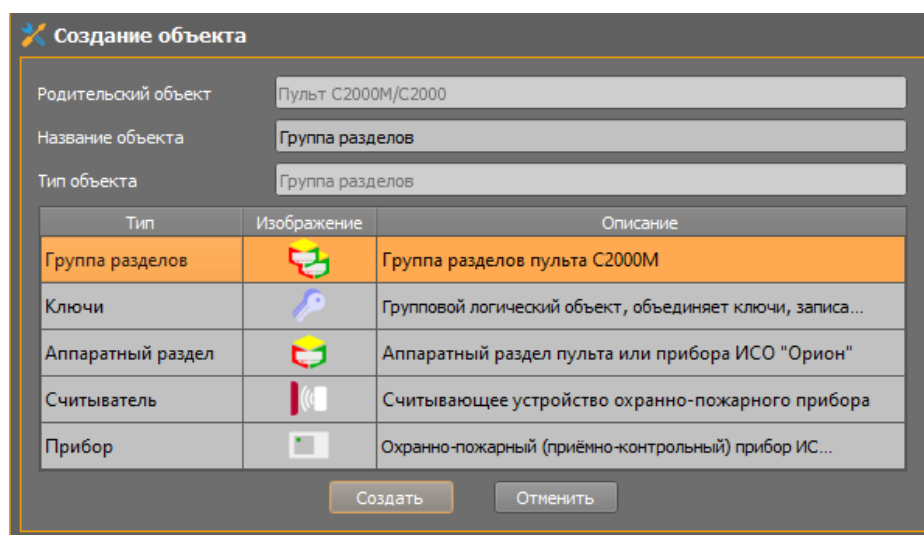 Создание объекта
Родительский объект Пульт С2000М/С2000
Название объекта Группа разделов
Тип объекта Группа разделов
Тип Изображение Описание
Группа разделов Группа разделов пульта С2000М
Ключи Групповой логический объект, объединяет ключи, записа...
Аппаратный раздел Аппаратный раздел пульта или прибора ИСО "Орион"
Считыватель Считывающее устройство охранно-пожарного прибора
Прибор Охранно-пожарный (приёмно-контрольный) прибор ИС...
Создать Отменить